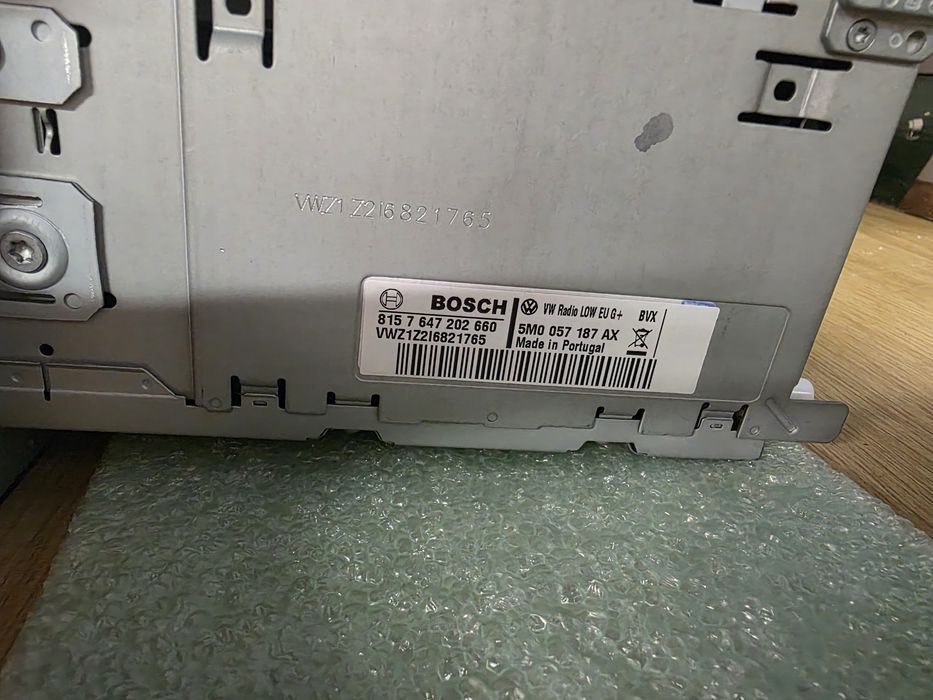 VWZ1Z2I6821765
BOSCH
815 7 647 202 660
VWZ1Z2I6821765
VW Radio LOW EU G+ BVX
5M0 057 187 AX
Made in Portugal